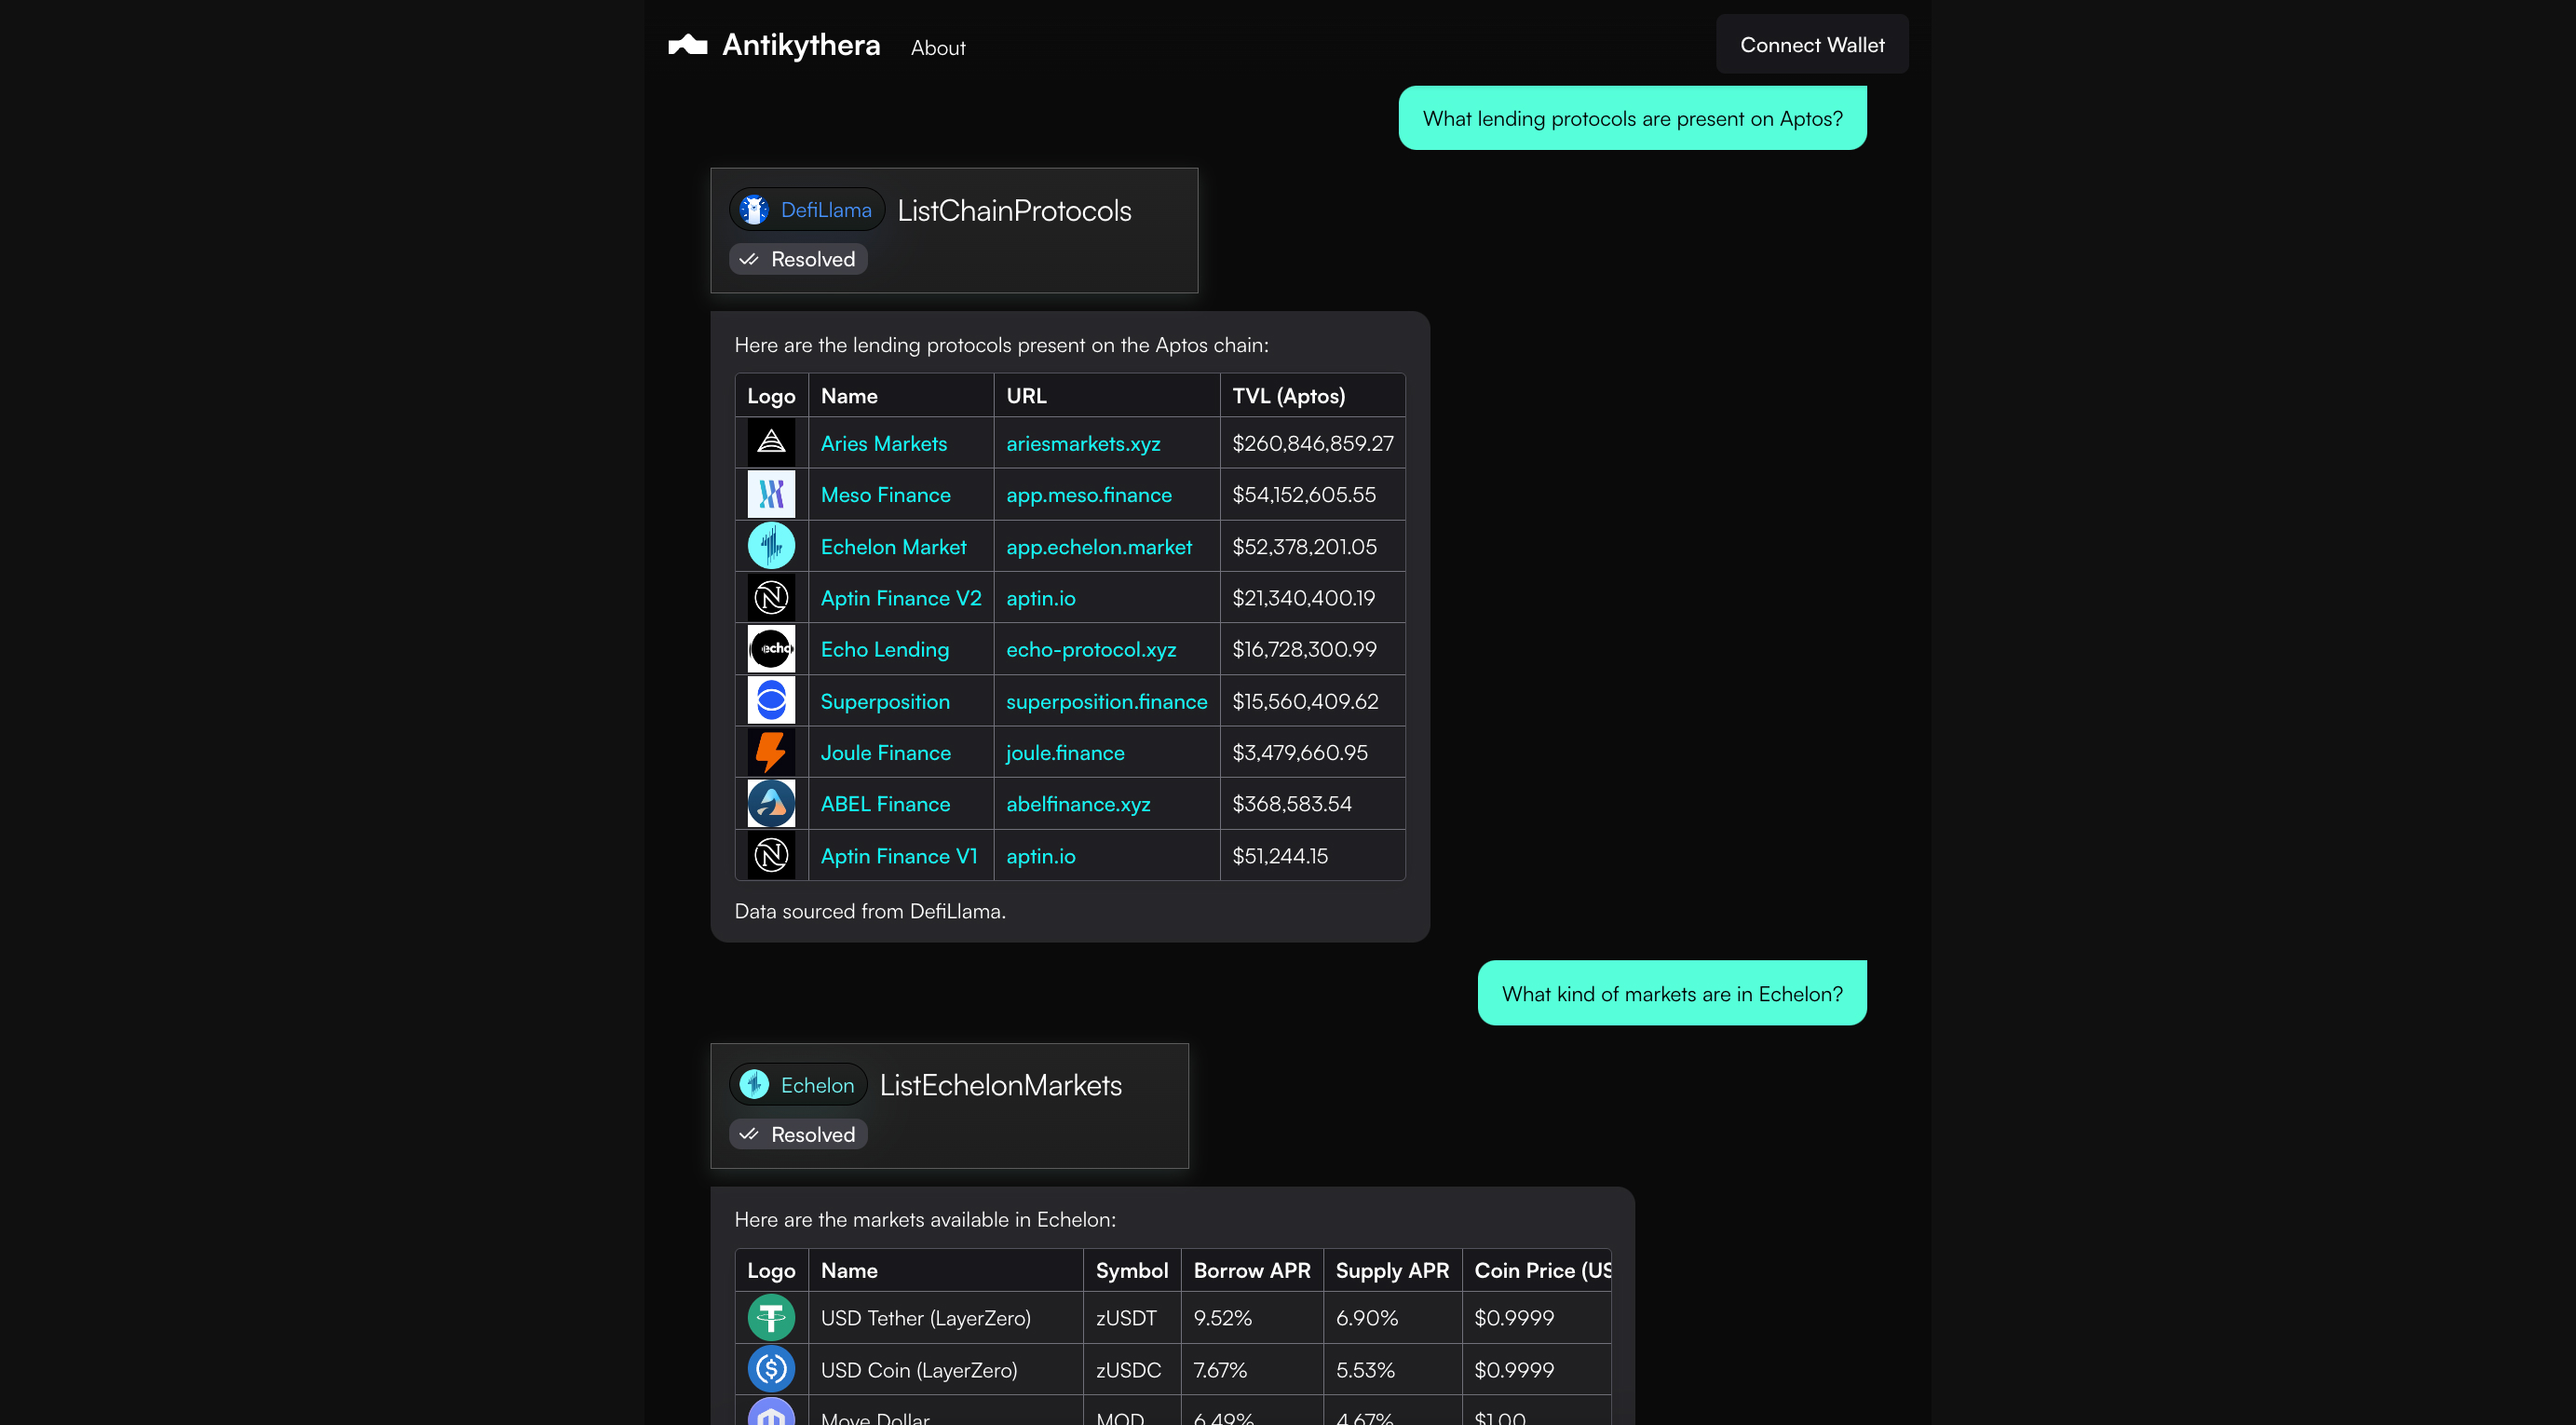 Antikythera About Connect Wallet
What lending protocols are present on Aptos?
DefiLlama ListChainProtocols
Resolved
Here are the lending protocols present on the Aptos chain:
Logo Name URL TVL (Aptos)
Aries Markets ariesmarkets.xyz $260,846,859.27
Meso Finance app.meso.finance $54,152,605.55
Echelon Market app.echelon.market $52,378,201.05
Aptin Finance V2 aptin.io $21,340,400.19
echo Echo Lending echo-protocol.xyz $16,728,300.99
Superposition superposition.finance $15,560,409.62
Joule Finance joule.finance $3,479,660.95
ABEL Finance abelfinance.xyz $368,583.54
Aptin Finance V1 aptin.io $51,244.15
Data sourced from DefiLlama.
What kind of markets are in Echelon?
Echelon ListEchelonMarkets
Resolved
Here are the markets available in Echelon:
Logo Name Symbol Borrow APR Supply APR Coin Price (US
USD Tether (LayerZero) zUSDT 9.52% 6.90% $0.9999
USD Coin (LayerZero) zUSDC 7.67% 5.53% $0.9999
Move Dollar MOD 6.49% 4.67% $1.00